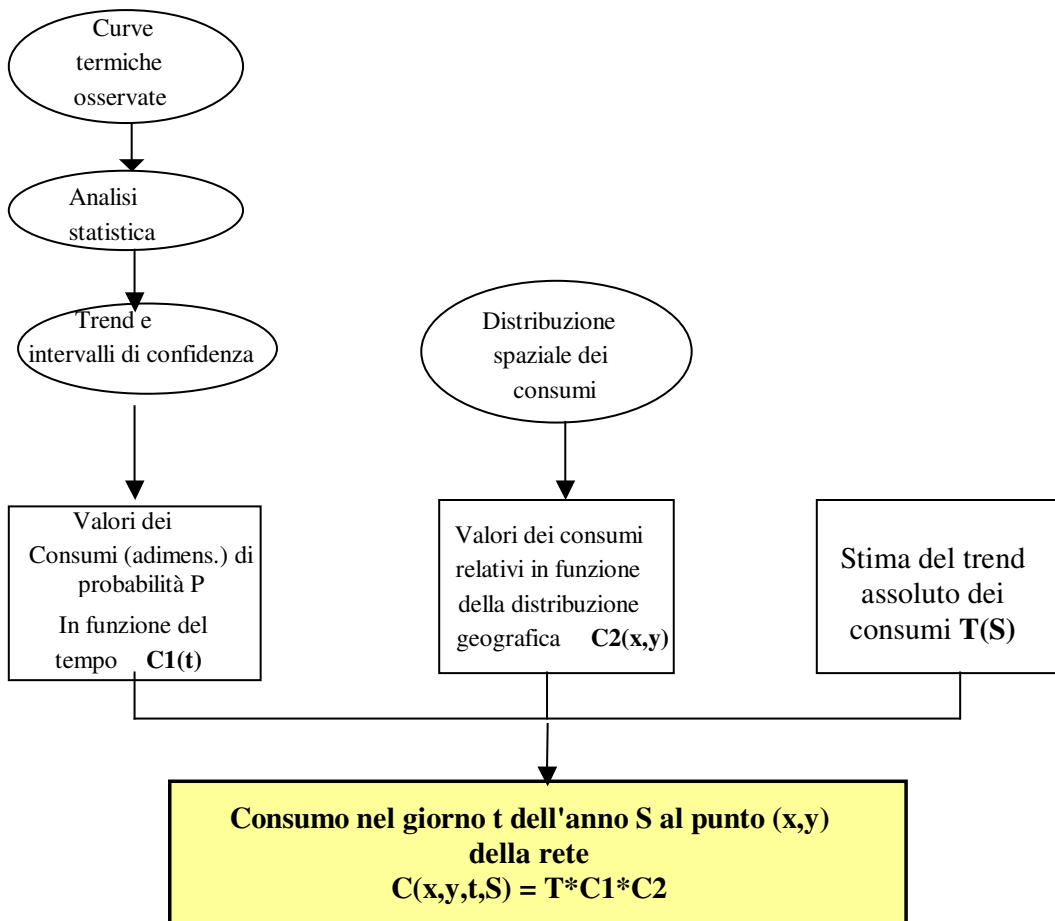 Curve
termiche
osservate
Analisi
statistica
Trend e
intervalli di confidenza
Distribuzione
spaziale dei
consumi
Valori dei
Consumi (adimens.) di
probabilità P
In funzione del
tempo C1(t)
Valori dei consumi
relativi in funzione
della distribuzione
geografica C2(x,y)
Stima del trend
assoluto dei
consumi T(S)
Consumo nel giorno t dell'anno S al punto (x,y)
della rete
C(x,y,t,S) = T*C1*C2